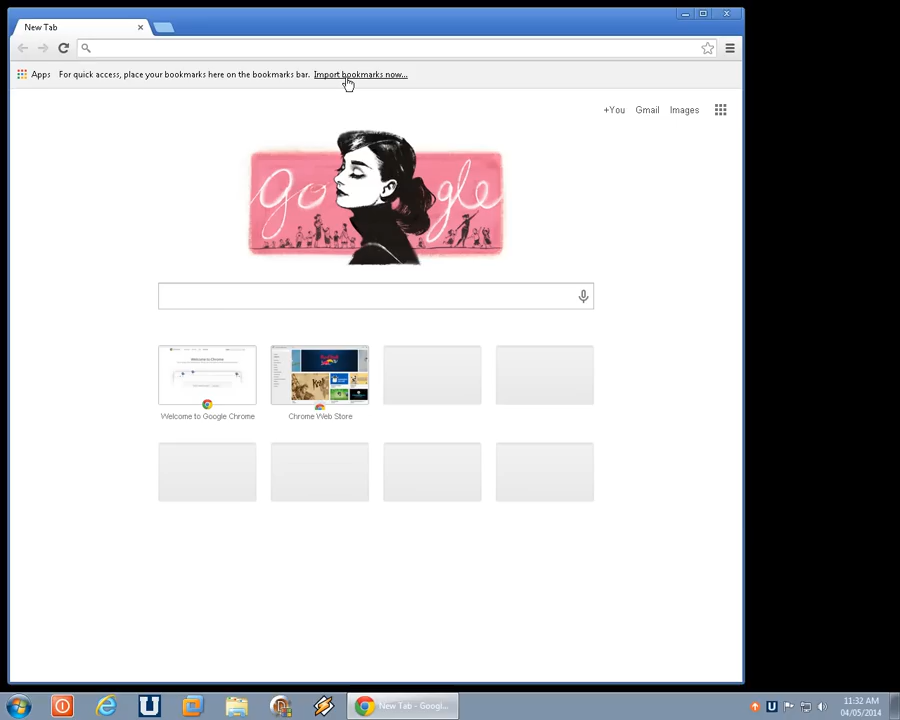 New Tab
Apps For quick access, place your bookmarks here on the bookmarks bar. Import bookmarks now...
+You Gmail Images
google
Welcome to Google Chrome
Chrome Web Store
New Tab - Googl...
11:32 AM
04/05/2014